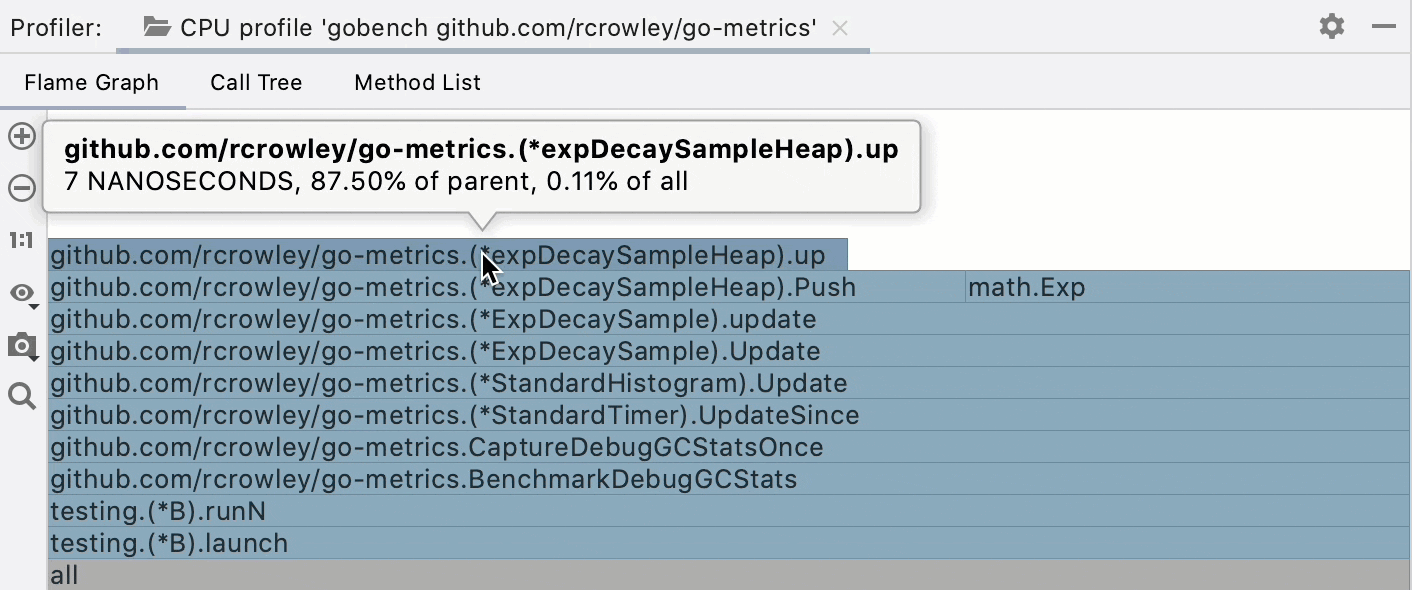 Profiler: CPU profile 'gobench github.com/rcrowley/go-metrics'
Flame Graph Call Tree Method List
github.com/rcrowley/go-metrics.(*expDecaySampleHeap).up
7 NANOSECONDS, 87.50% of parent, 0.11% of all
1:1
github.com/rcrowley/go-metrics.(*expDecaySampleHeap).up
github.com/rcrowley/go-metrics.(*expDecaySampleHeap).Push math.Exp
github.com/rcrowley/go-metrics.(*ExpDecaySample).update
github.com/rcrowley/go-metrics.(*ExpDecaySample).Update
github.com/rcrowley/go-metrics.(*StandardHistogram).Update
github.com/rcrowley/go-metrics.(*StandardTimer).UpdateSince
github.com/rcrowley/go-metrics.CaptureDebugGCStatsOnce
github.com/rcrowley/go-metrics.BenchmarkDebugGCStats
testing.(*B).runN
testing.(*B).launch
all